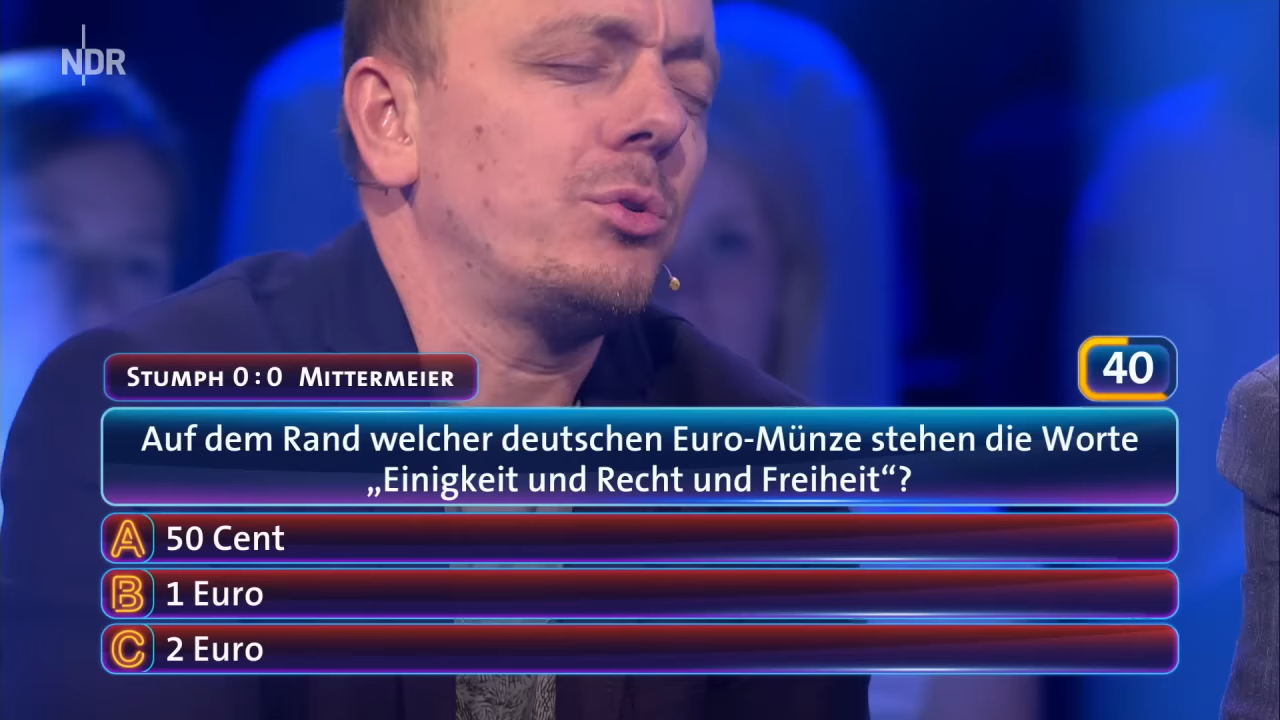 NDR
STUMPH 0:0 MITTERMEIER
40
Auf dem Rand welcher deutschen Euro-Münze stehen die Worte
„Einigkeit und Recht und Freiheit“?
A 50 Cent
B 1 Euro
C 2 Euro